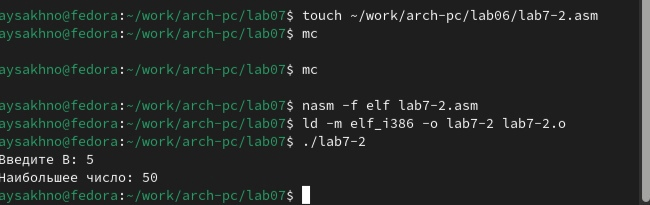 aysakhno@fedora:~/work/arch-pc/lab07$ touch ~/work/arch-pc/lab06/lab7-2.asm
aysakhno@fedora:~/work/arch-pc/lab07$ mc
aysakhno@fedora:~/work/arch-pc/lab07$ mc
aysakhno@fedora:~/work/arch-pc/lab07$ nasm -f elf lab7-2.asm
aysakhno@fedora:~/work/arch-pc/lab07$ ld -m elf_i386 -o lab7-2 lab7-2.o
aysakhno@fedora:~/work/arch-pc/lab07$ ./lab7-2
Введите В: 5
Наибольшее число: 50
aysakhno@fedora:~/work/arch-pc/lab07$